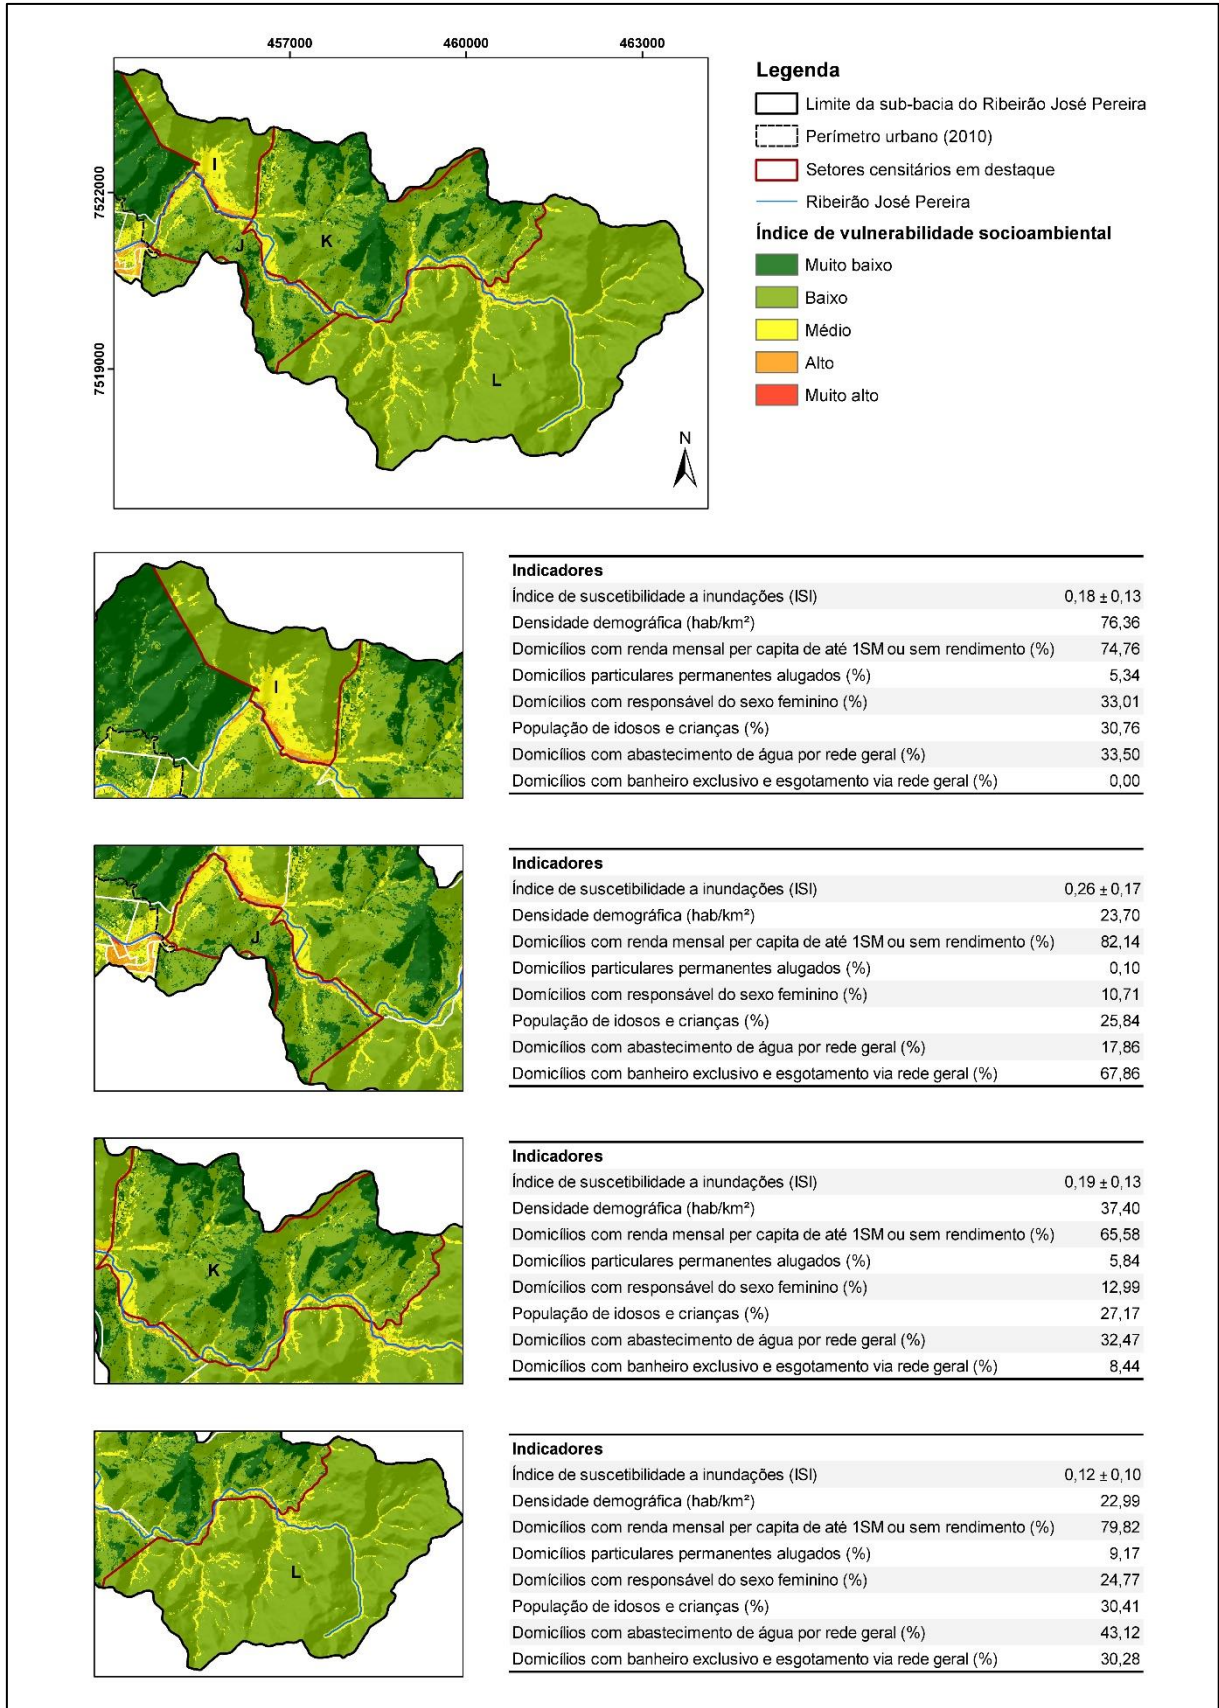 457000 460000 463000
7522000
7519000
I
J
K
L
N
Legenda
Limite da sub-bacia do Ribeirão José Pereira
Perímetro urbano (2010)
Setores censitários em destaque
Ribeirão José Pereira
Índice de vulnerabilidade socioambiental
Muito baixo
Baixo
Médio
Alto
Muito alto
I
Indicadores
Índice de suscetibilidade a inundações (ISI) 0,18 ± 0,13
Densidade demográfica (hab/km²) 76,36
Domicílios com renda mensal per capita de até 1SM ou sem rendimento (%) 74,76
Domicílios particulares permanentes alugados (%) 5,34
Domícilios com responsável do sexo feminino (%) 33,01
População de idosos e crianças (%) 30,76
Domicílios com abastecimento de água por rede geral (%) 33,50
Domicílios com banheiro exclusivo e esgotamento via rede geral (%) 0,00
J
Indicadores
Índice de suscetibilidade a inundações (ISI) 0,26 ± 0,17
Densidade demográfica (hab/km²) 23,70
Domicílios com renda mensal per capita de até 1SM ou sem rendimento (%) 82,14
Domicílios particulares permanentes alugados (%) 0,10
Domícilios com responsável do sexo feminino (%) 10,71
População de idosos e crianças (%) 25,84
Domicílios com abastecimento de água por rede geral (%) 17,86
Domicílios com banheiro exclusivo e esgotamento via rede geral (%) 67,86
K
Indicadores
Índice de suscetibilidade a inundações (ISI) 0,19 ± 0,13
Densidade demográfica (hab/km²) 37,40
Domicílios com renda mensal per capita de até 1SM ou sem rendimento (%) 65,58
Domicílios particulares permanentes alugados (%) 5,84
Domícilios com responsável do sexo feminino (%) 12,99
População de idosos e crianças (%) 27,17
Domicílios com abastecimento de água por rede geral (%) 32,47
Domicílios com banheiro exclusivo e esgotamento via rede geral (%) 8,44
L
Indicadores
Índice de suscetibilidade a inundações (ISI) 0,12 ± 0,10
Densidade demográfica (hab/km²) 22,99
Domicílios com renda mensal per capita de até 1SM ou sem rendimento (%) 79,82
Domicílios particulares permanentes alugados (%) 9,17
Domícilios com responsável do sexo feminino (%) 24,77
População de idosos e crianças (%) 30,41
Domicílios com abastecimento de água por rede geral (%) 43,12
Domicílios com banheiro exclusivo e esgotamento via rede geral (%) 30,28